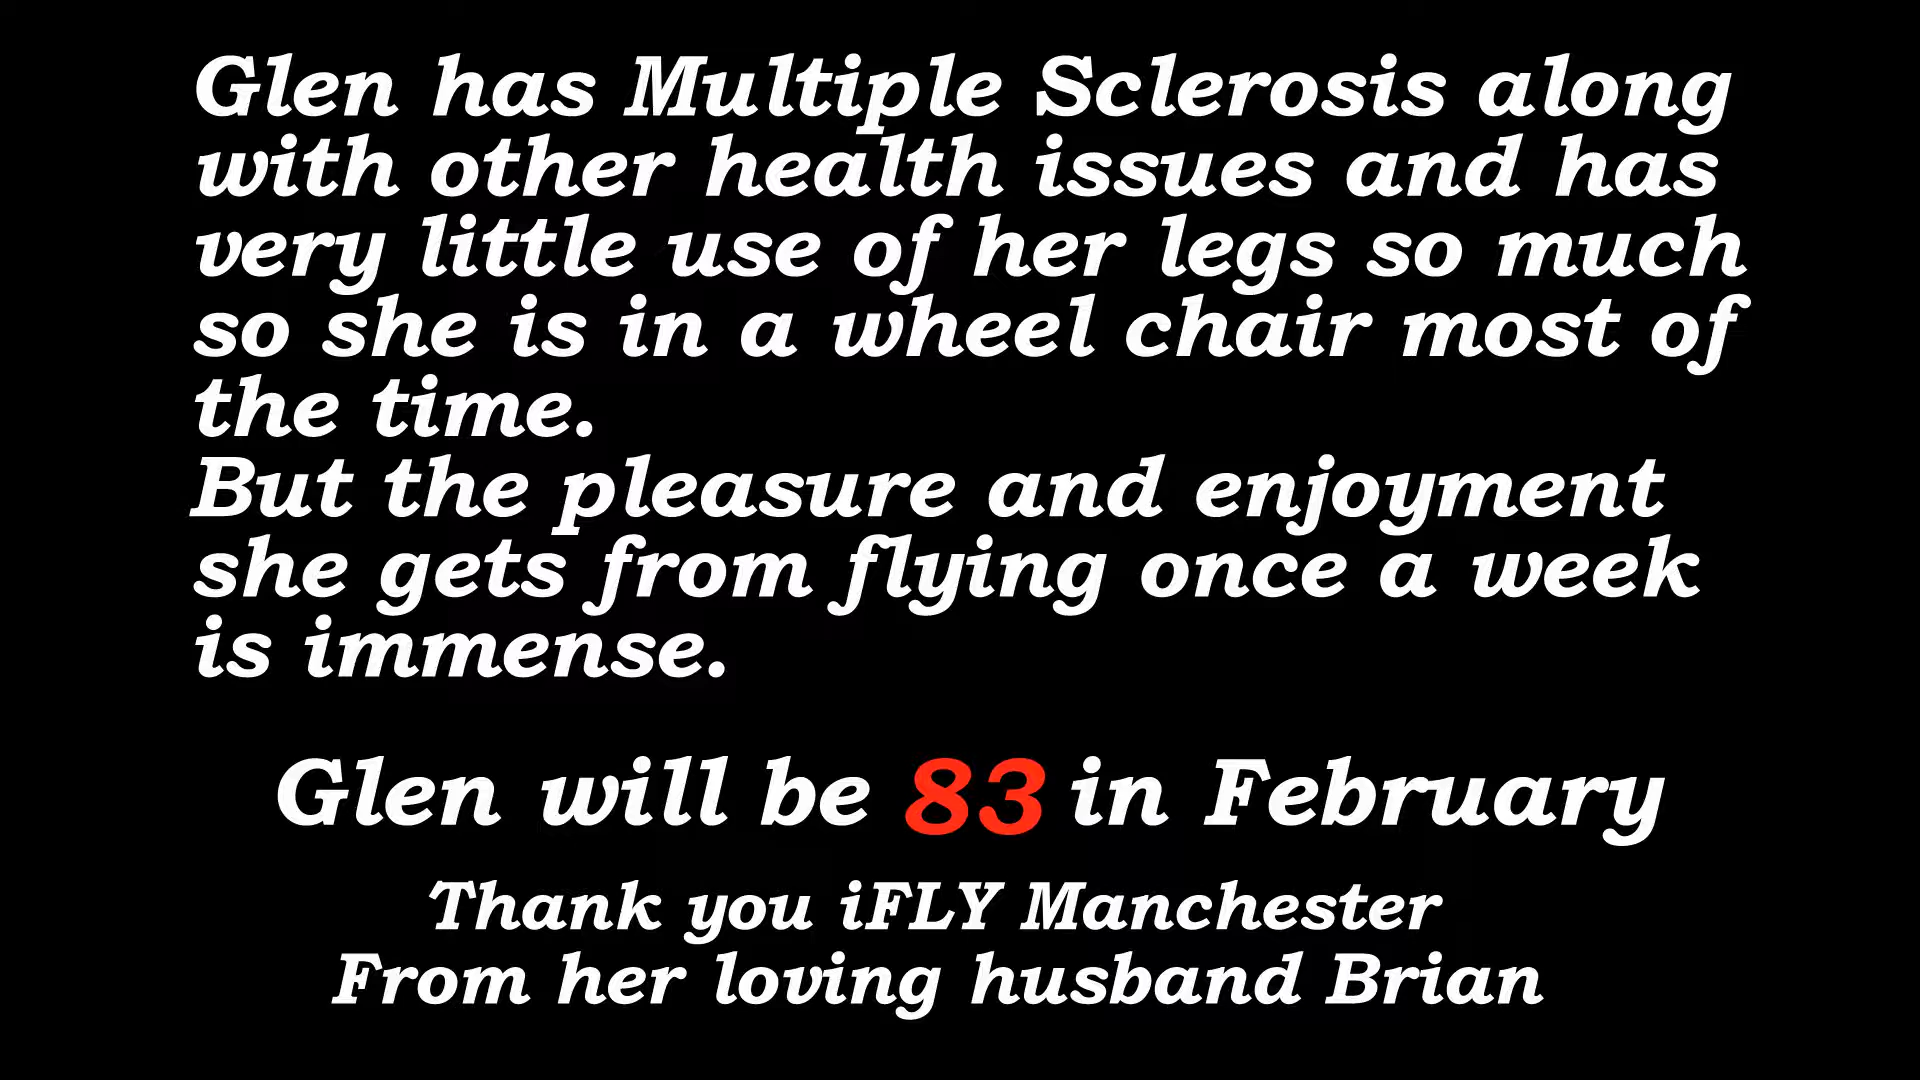 Glen has Multiple Sclerosis along
with other health issues and has
very little use of her legs so much
so she is in a wheel chair most of
the time.
But the pleasure and enjoyment
she gets from flying once a week
is immense.
Glen will be 83 in February
Thank you iFLY Manchester
From her loving husband Brian